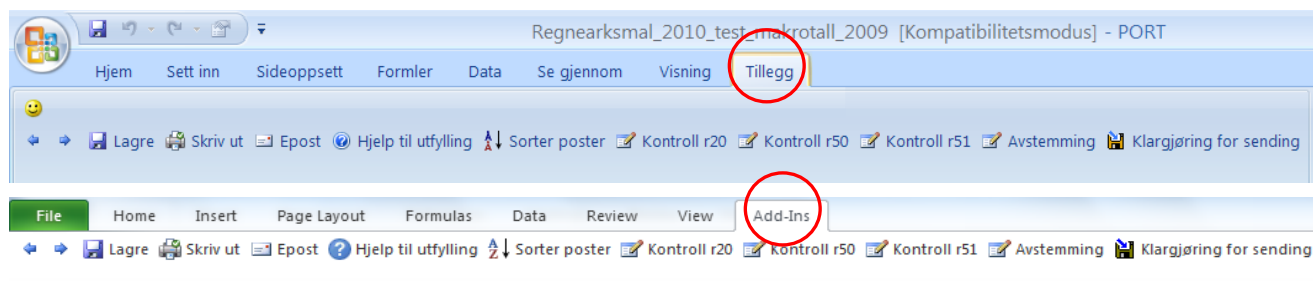 Regnearksmal_2010_test_makrotall_2009 [Kompatibilitetsmodus] - PORT
Hjem Sett inn Sideoppsett Formler Data Se gjennom Visning Tillegg
Lagre Skriv ut Epost Hjelp til utfylling Sorter poster Kontroll r20 Kontroll r50 Kontroll r51 Avstemming Klargjøring for sending
File Home Insert Page Layout Formulas Data Review View Add-Ins
Lagre Skriv ut Epost Hjelp til utfylling Sorter poster Kontroll r20 Kontroll r50 Kontroll r51 Avstemming Klargjøring for sending